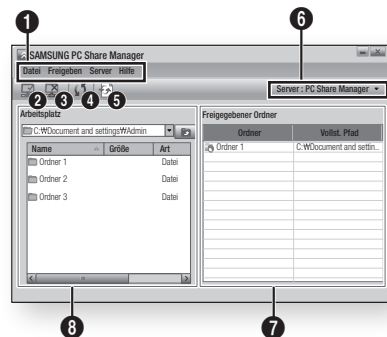 1
6
SAMSUNG PC Share Manager
Datei Freigeben Server Hilfe
2 3 4 5
Server : PC Share Manager
Arbeitsplatz
Freigegebener Ordner
C:₩Document and settings₩Admin
Ordner Vollst. Pfad
Name Größe Art
Ordner 1 C:₩Document and settin..
Ordner 1 Datei
Ordner 2 Datei
Ordner 3 Datei
8
7